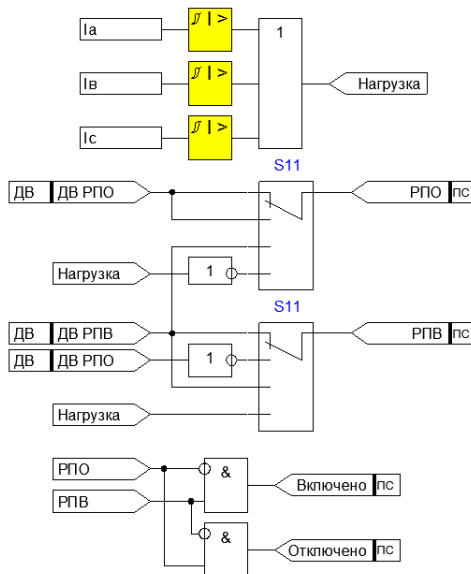 Ia
I >
1
Iв
I >
Нагрузка
Ic
I >
S11
ДВ ДВ РПО
РПО ПС
Нагрузка
1
S11
ДВ ДВ РПВ
РПВ ПС
ДВ ДВ РПО
1
Нагрузка
РПО
&
Включено ПС
РПВ
&
Отключено ПС